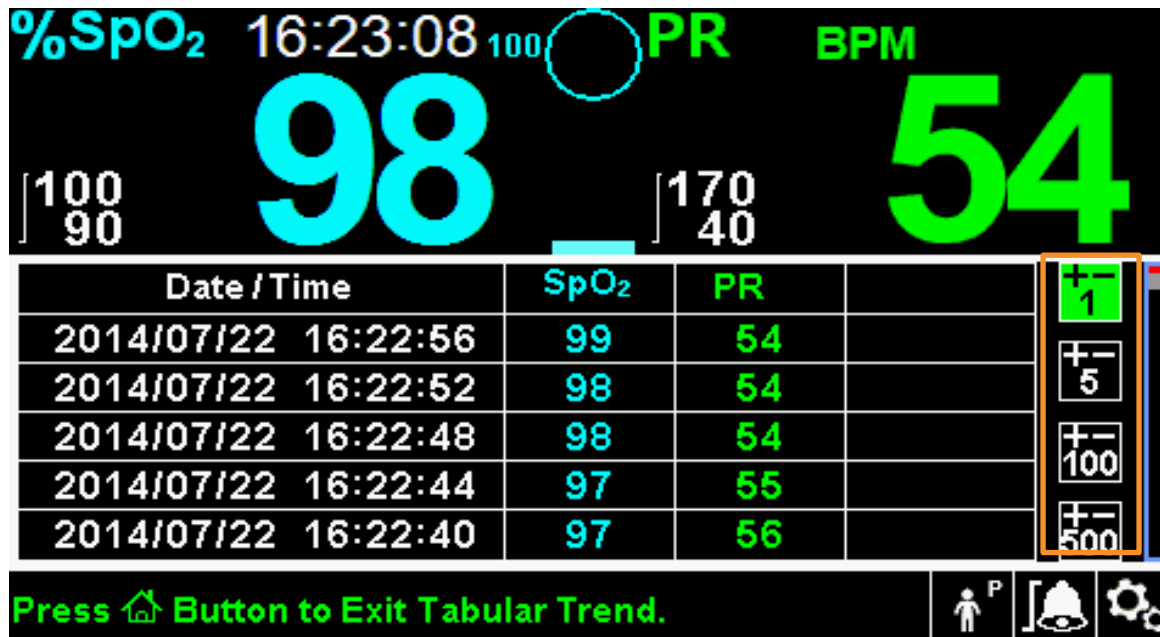 %SpO₂ 16:23:08 100 PR BPM
98 54
100 170
90 40
Date / Time SpO₂ PR +− 1
2014/07/22 16:22:56 99 54
2014/07/22 16:22:52 98 54 +− 5
2014/07/22 16:22:48 98 54 +− 100
2014/07/22 16:22:44 97 55
2014/07/22 16:22:40 97 56 +− 500
Press Button to Exit Tabular Trend. P